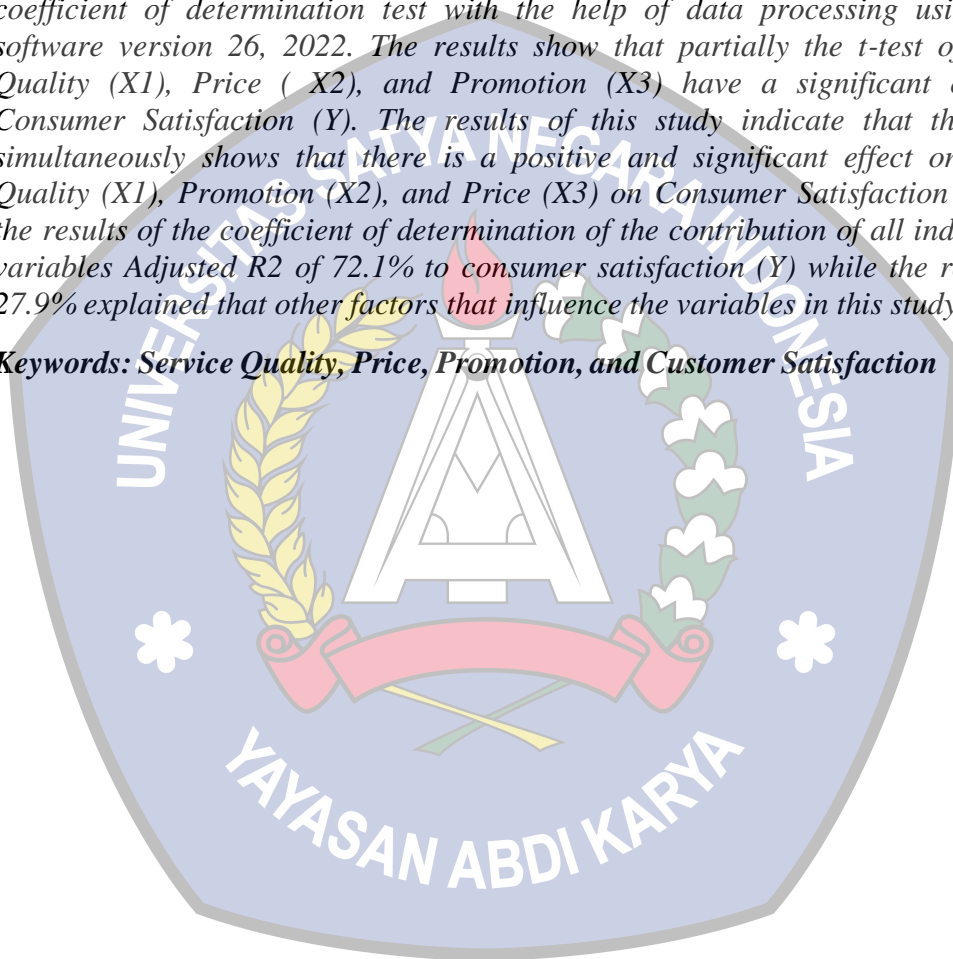 coefficient of determination test with the help of data processing usi
software version 26, 2022. The results show that partially the t-test o
Quality (X1), Price ( X2), and Promotion (X3) have a significant
Consumer Satisfaction (Y). The results of this study indicate that th
simultaneously shows that there is a positive and significant effect on
Quality (X1), Promotion (X2), and Price (X3) on Consumer Satisfaction
the results of the coefficient of determination of the contribution of all ind
variables Adjusted R2 of 72.1% to consumer satisfaction (Y) while the r
27.9% explained that other factors that influence the variables in this study
Keywords: Service Quality, Price, Promotion, and Customer Satisfaction
UNIVERSITAS SATYA NEGARA INDONESIA
YAYASAN ABDI KARYA